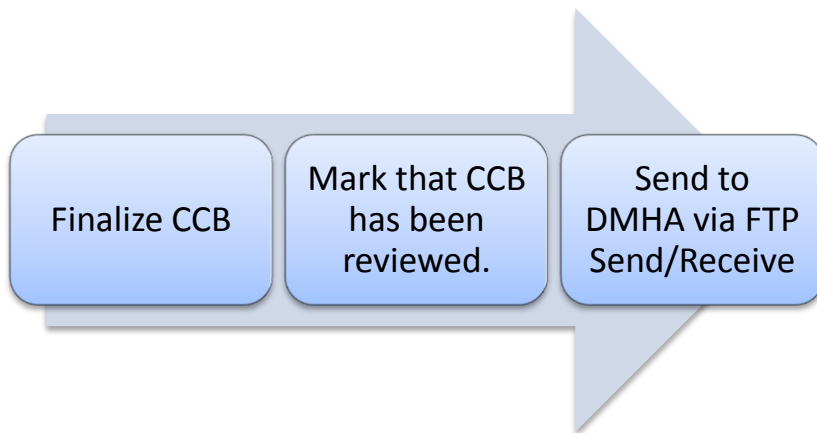 Finalize CCB
Mark that CCB
has been
reviewed.
Send to
DMHA via FTP
Send/Receive